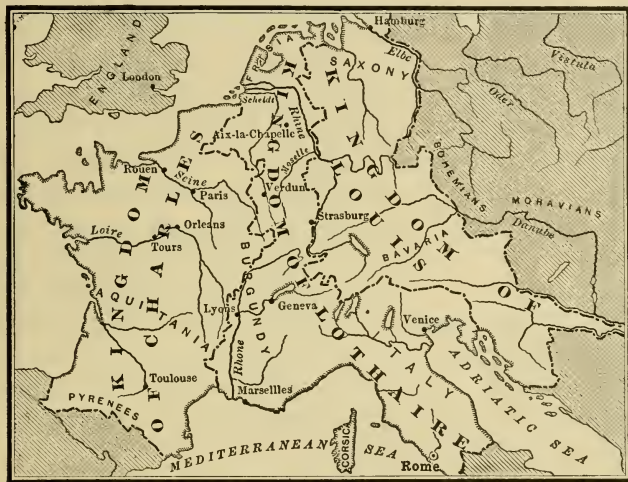 Hamburg
ENGLAND
London
FRISIA
SAXONY
Elbe
Vistula
Oder
Scheldt
Rhine
Aix-la-Chapelle
Moselle
Rouen
Seine
Paris
Verdun
BOHEMIANS
MORAVIANS
Danube
Strasburg
BAVARIA
Orleans
Loire
Tours
BURGUNDY
AQUITANIA
Lyons
Geneva
Venice
ITALY
ADRIATIC SEA
Rhone
Toulouse
Marseilles
PYRENEES
CORSICA
MEDITERRANEAN SEA
Rome
KINGDOM OF CHARLES
KINGDOM OF LOTHAIRE
KINGDOM OF LOUIS